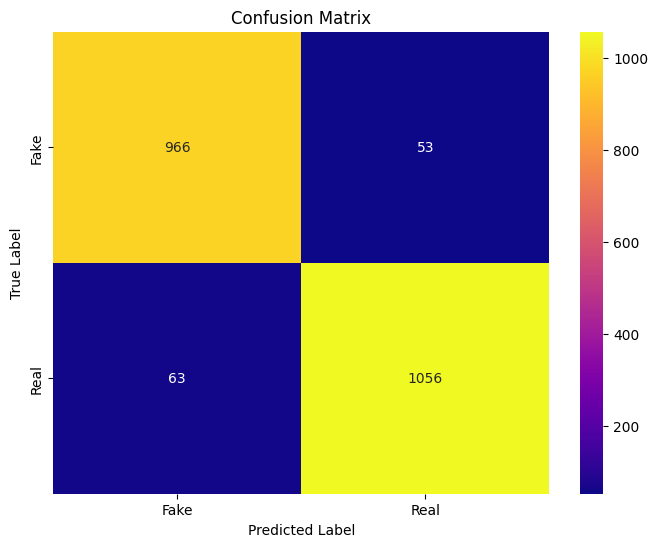 Confusion Matrix
Fake
966
53
Real
63
1056
True Label
Fake
Real
Predicted Label
1000
800
600
400
200